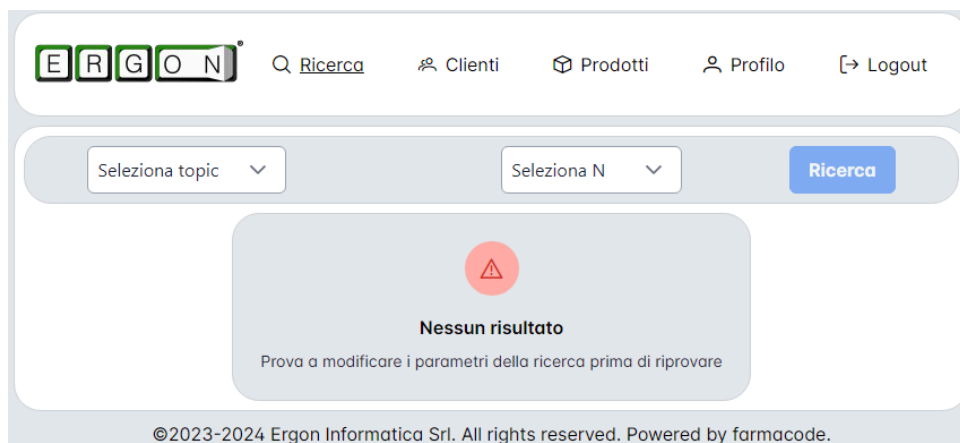 ERGON® Ricerca Clienti Prodotti Profilo Logout
Seleziona topic Seleziona N Ricerca
Nessun risultato
Prova a modificare i parametri della ricerca prima di riprovare
©2023-2024 Ergon Informatica Srl. All rights reserved. Powered by farmacode.